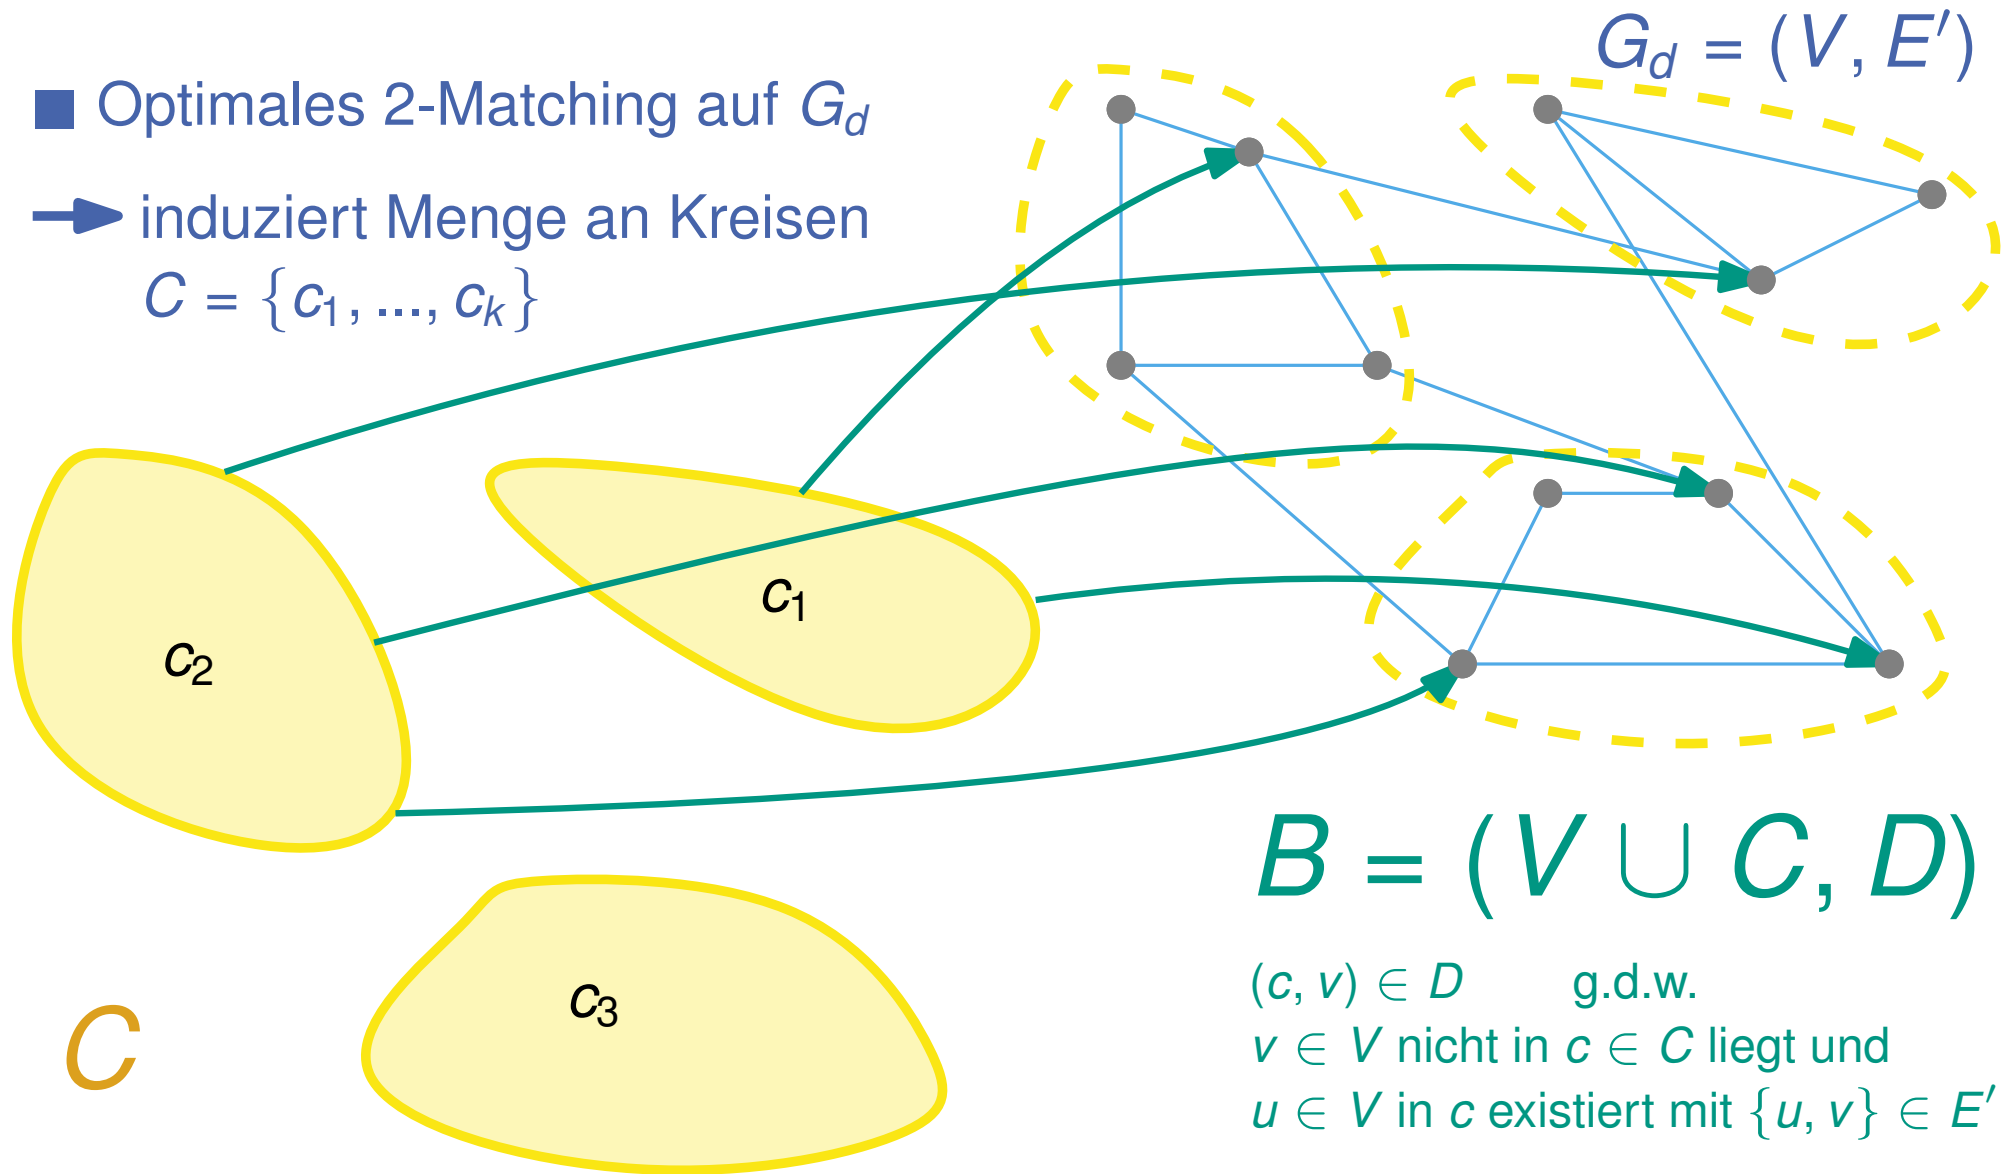 Optimales 2-Matching auf G_d
induziert Menge an Kreisen
C = {c_1, ..., c_k}
G_d = (V, E′)
c_2
c_1
c_3
C
B = (V ∪ C, D)
(c, v) ∈ D g.d.w.
v ∈ V nicht in c ∈ C liegt und
u ∈ V in c existiert mit {u, v} ∈ E′